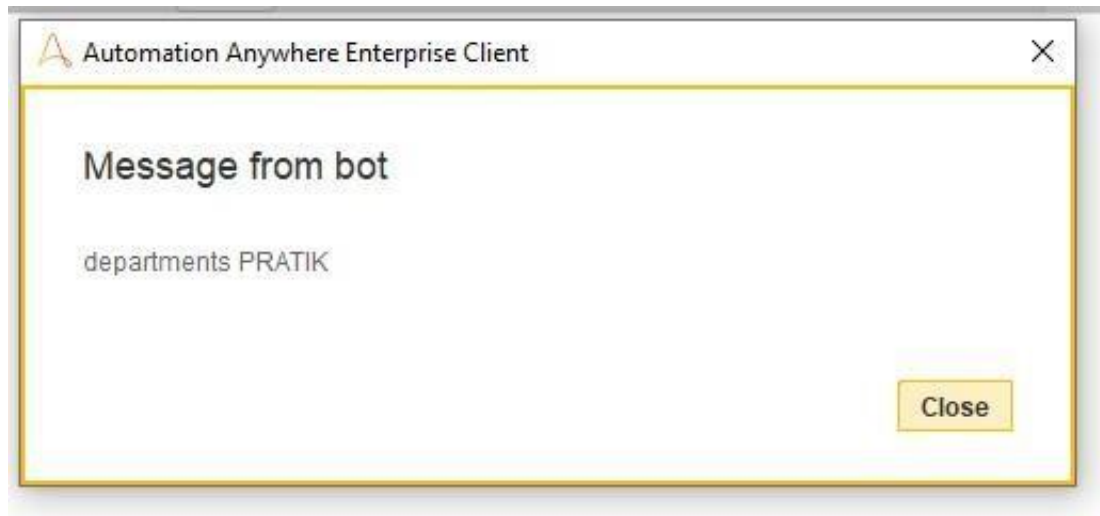 Automation Anywhere Enterprise Client
Message from bot
departments PRATIK
Close